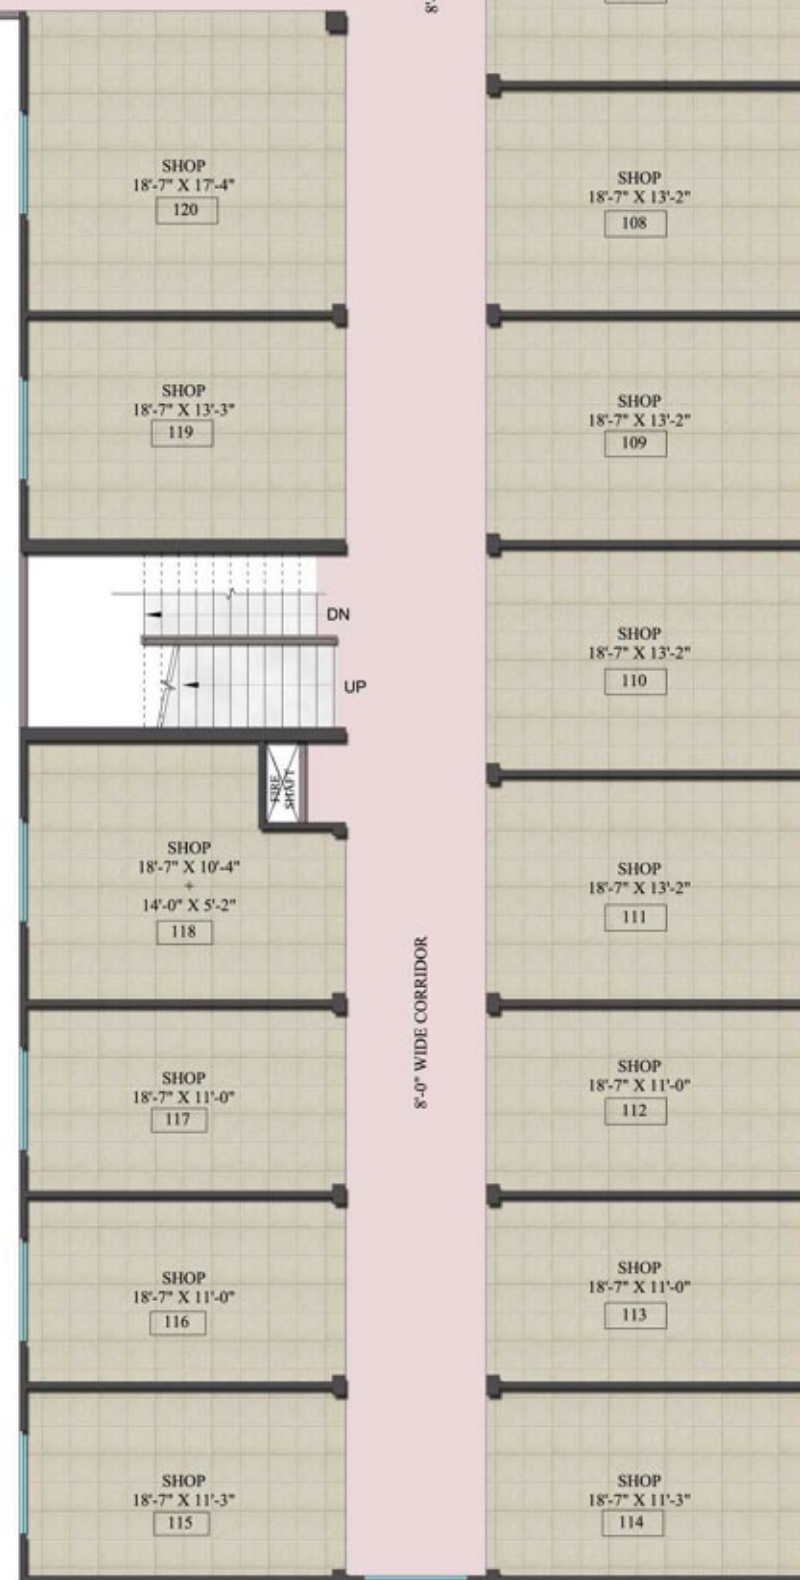 8'-
SHOP
18'-7" X 17'-4"
120
SHOP
18'-7" X 13'-2"
108
SHOP
18'-7" X 13'-3"
119
SHOP
18'-7" X 13'-2"
109
DN
UP
SHOP
18'-7" X 13'-2"
110
FIRE
SHAFT
SHOP
18'-7" X 10'-4"
+
14'-0" X 5'-2"
118
SHOP
18'-7" X 13'-2"
111
8'-0" WIDE CORRIDOR
SHOP
18'-7" X 11'-0"
117
SHOP
18'-7" X 11'-0"
112
SHOP
18'-7" X 11'-0"
116
SHOP
18'-7" X 11'-0"
113
SHOP
18'-7" X 11'-3"
115
SHOP
18'-7" X 11'-3"
114